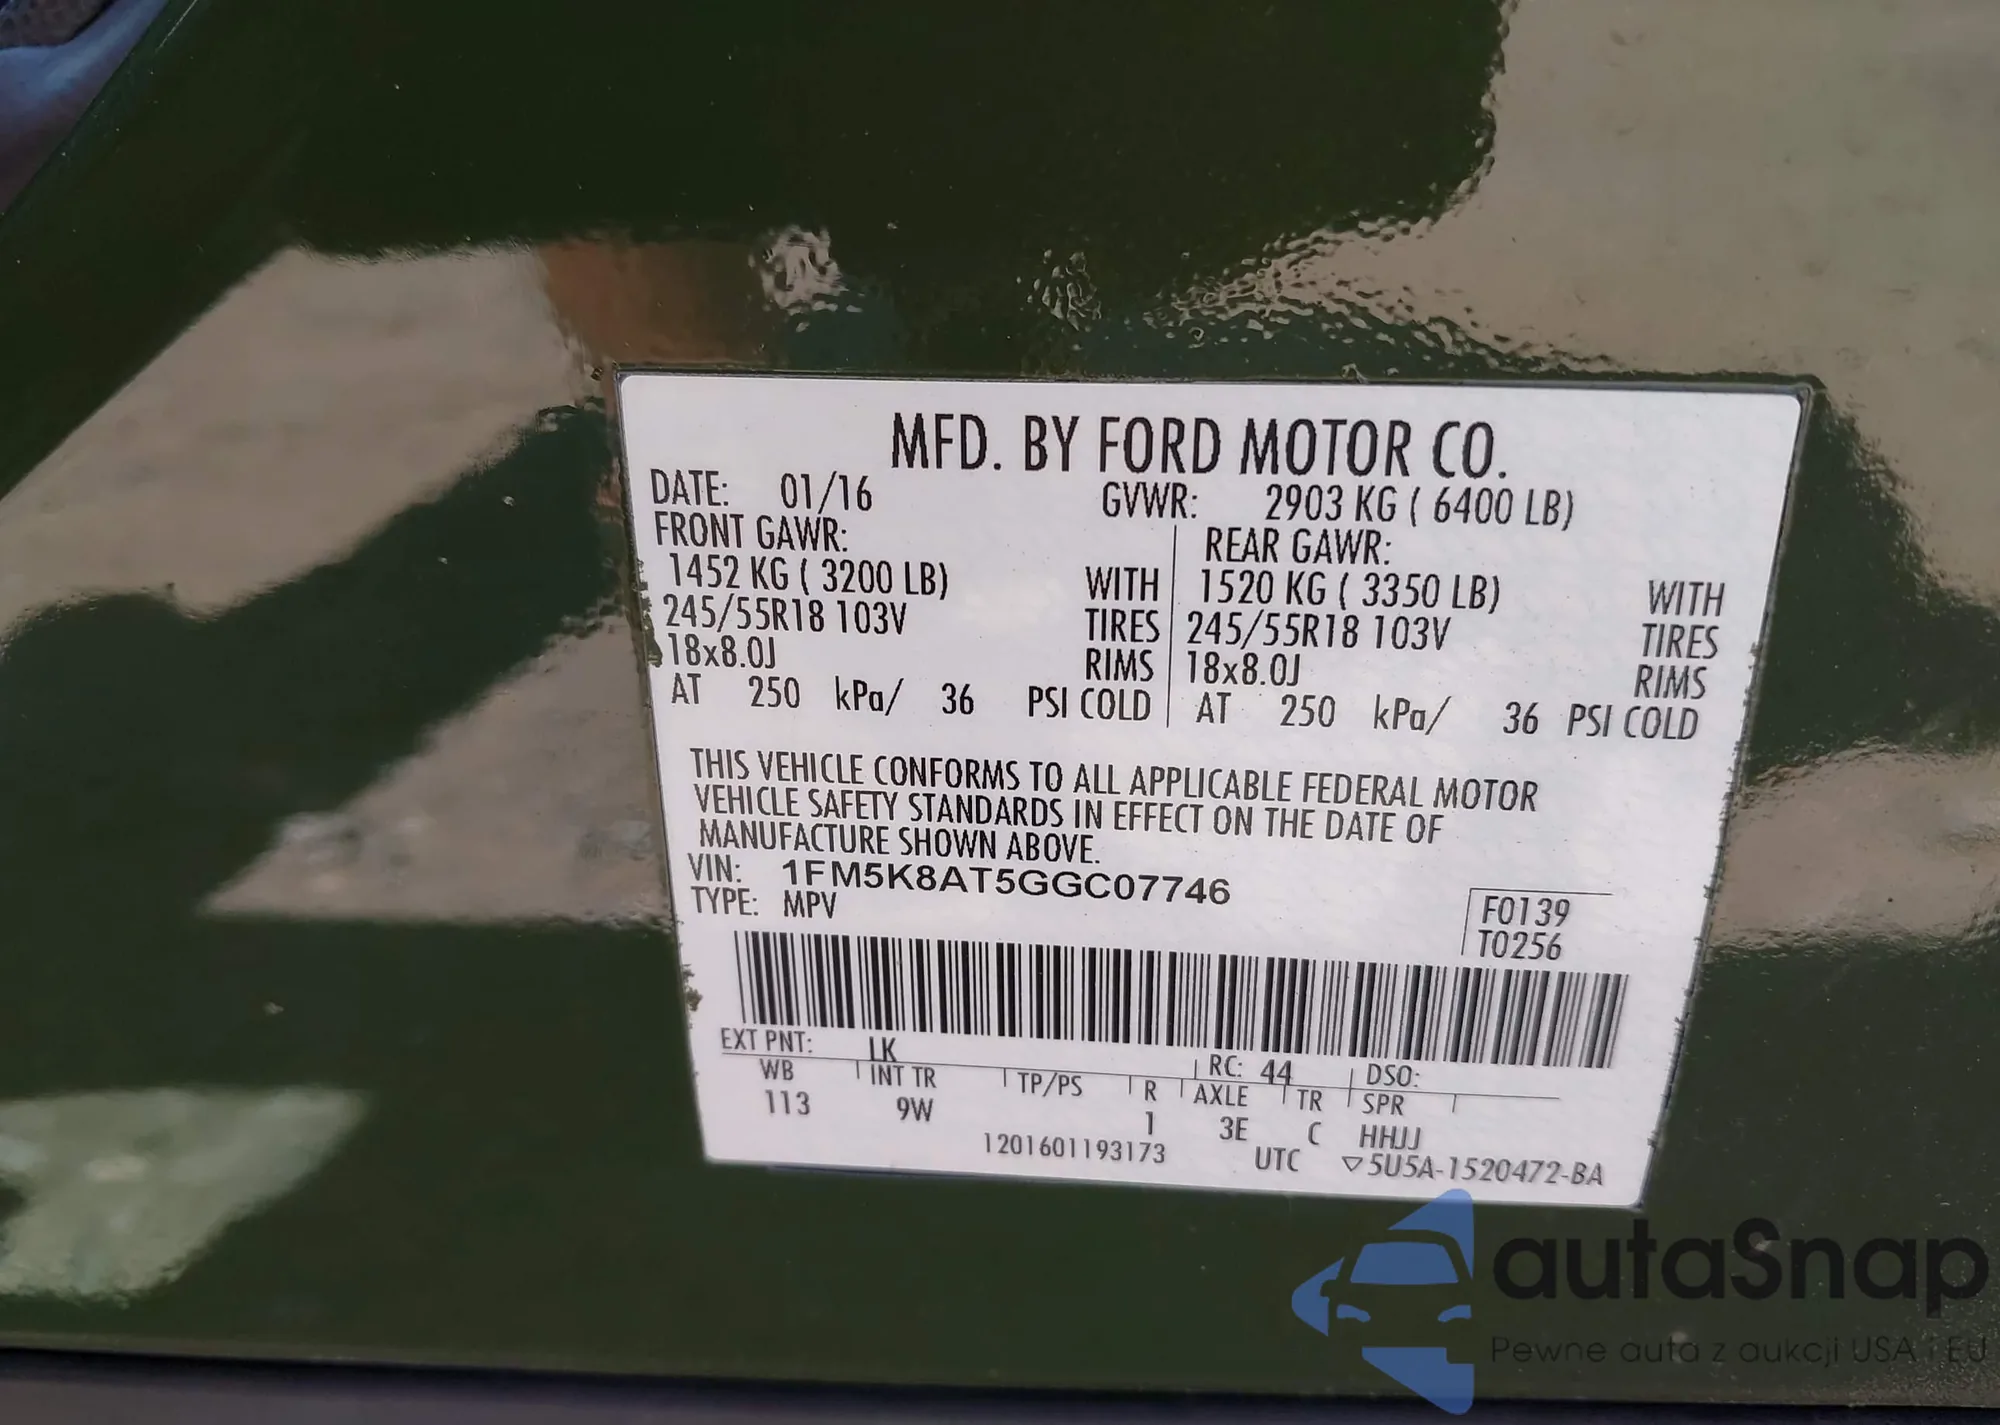 MFD. BY FORD MOTOR CO.
DATE: 01/16 GVWR: 2903 KG ( 6400 LB)
FRONT GAWR: REAR GAWR:
1452 KG ( 3200 LB) WITH 1520 KG ( 3350 LB) WITH
245/55R18 103V TIRES 245/55R18 103V TIRES
18x8.0J RIMS 18x8.0J RIMS
AT 250 kPa/ 36 PSI COLD AT 250 kPa/ 36 PSI COLD
THIS VEHICLE CONFORMS TO ALL APPLICABLE FEDERAL MOTOR
VEHICLE SAFETY STANDARDS IN EFFECT ON THE DATE OF
MANUFACTURE SHOWN ABOVE.
VIN: 1FM5K8AT5GGC07746
TYPE: MPV
F0139
T0256
EXT PNT: LK RC: 44 DSO:
WB INT TR TP/PS R AXLE TR SPR
113 9W 1 3E C HHJJ
1201601193173 UTC ▽5U5A-1520472-BA
autaSnap
Pewne auta z aukcji USA i EU